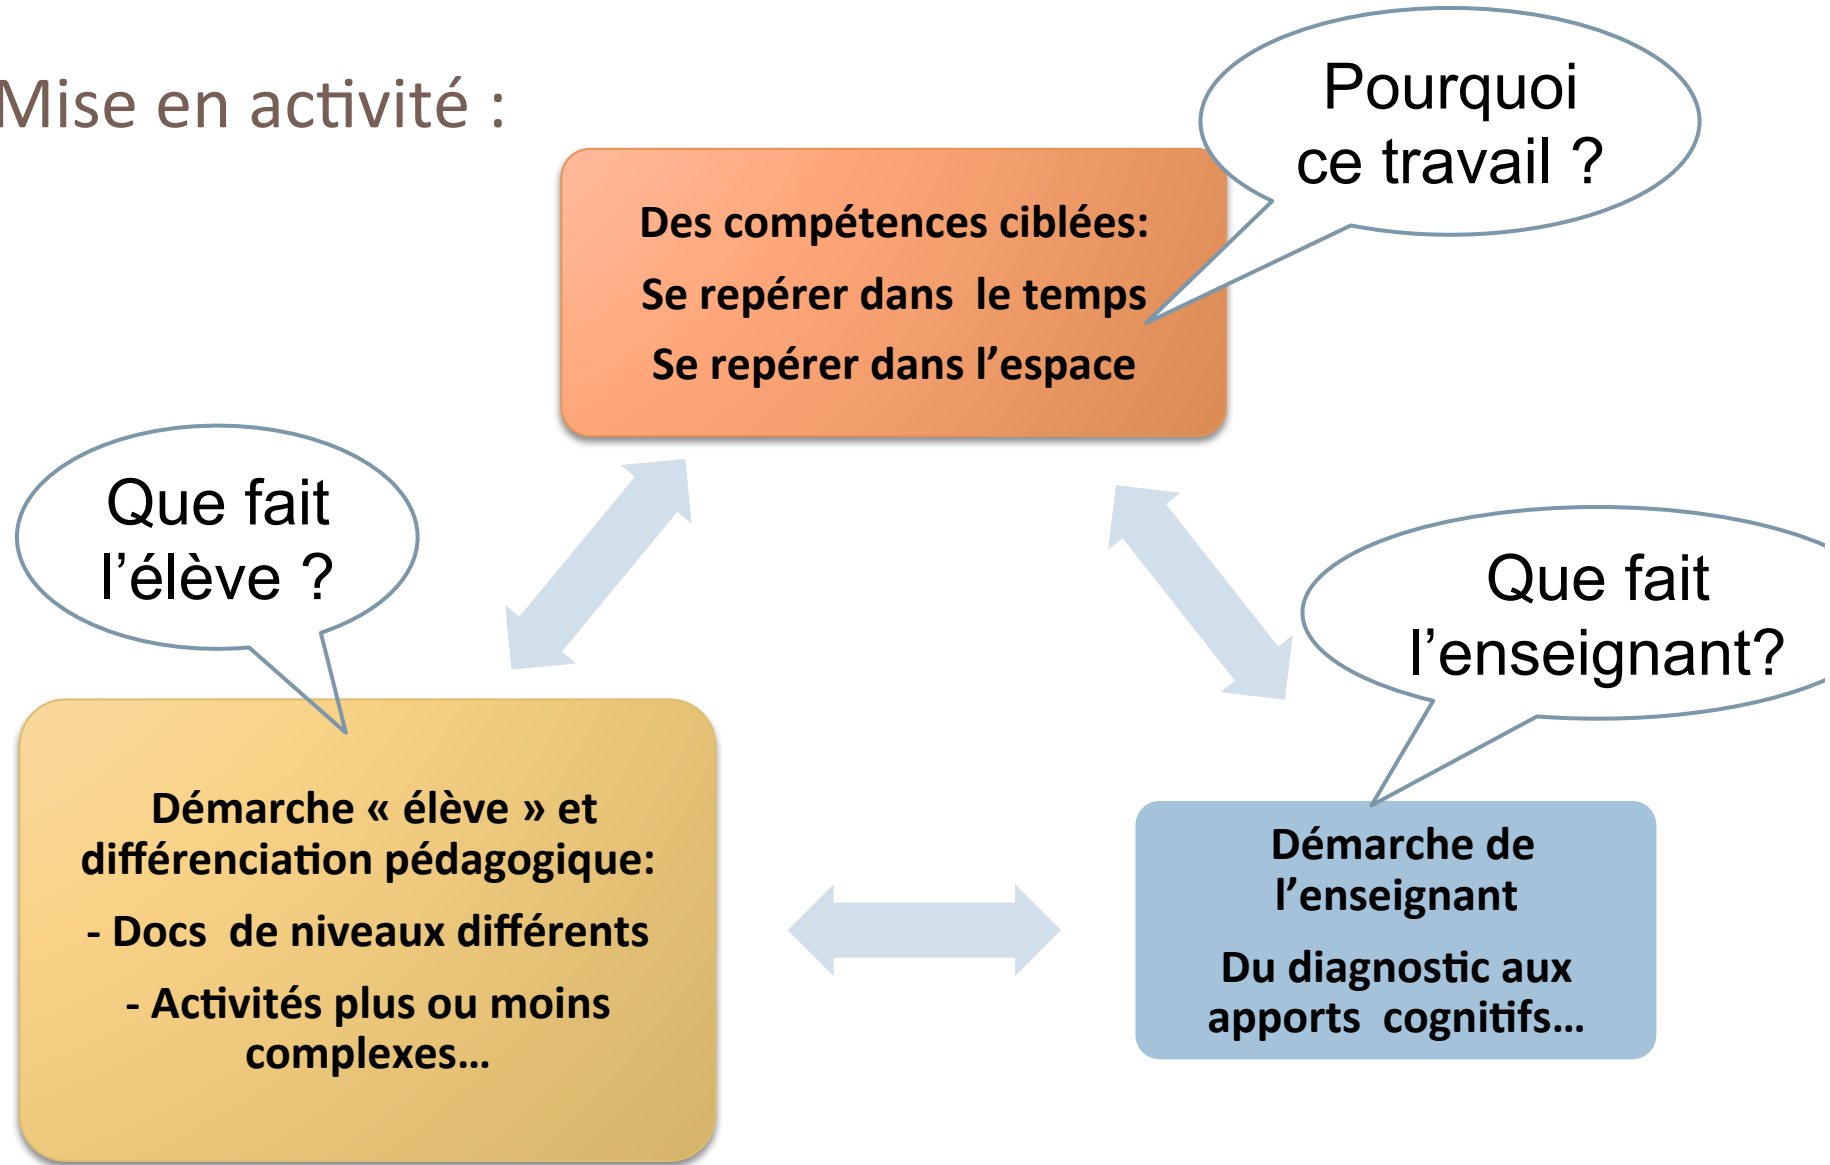 Mise en activité :
Pourquoi
ce travail ?
Des compétences ciblées:
Se repérer dans le temps
Se repérer dans l’espace
Que fait
l’élève ?
Que fait
l’enseignant?
Démarche « élève » et
différenciation pédagogique:
- Docs de niveaux différents
- Activités plus ou moins
complexes…
Démarche de
l’enseignant
Du diagnostic aux
apports cognitifs…